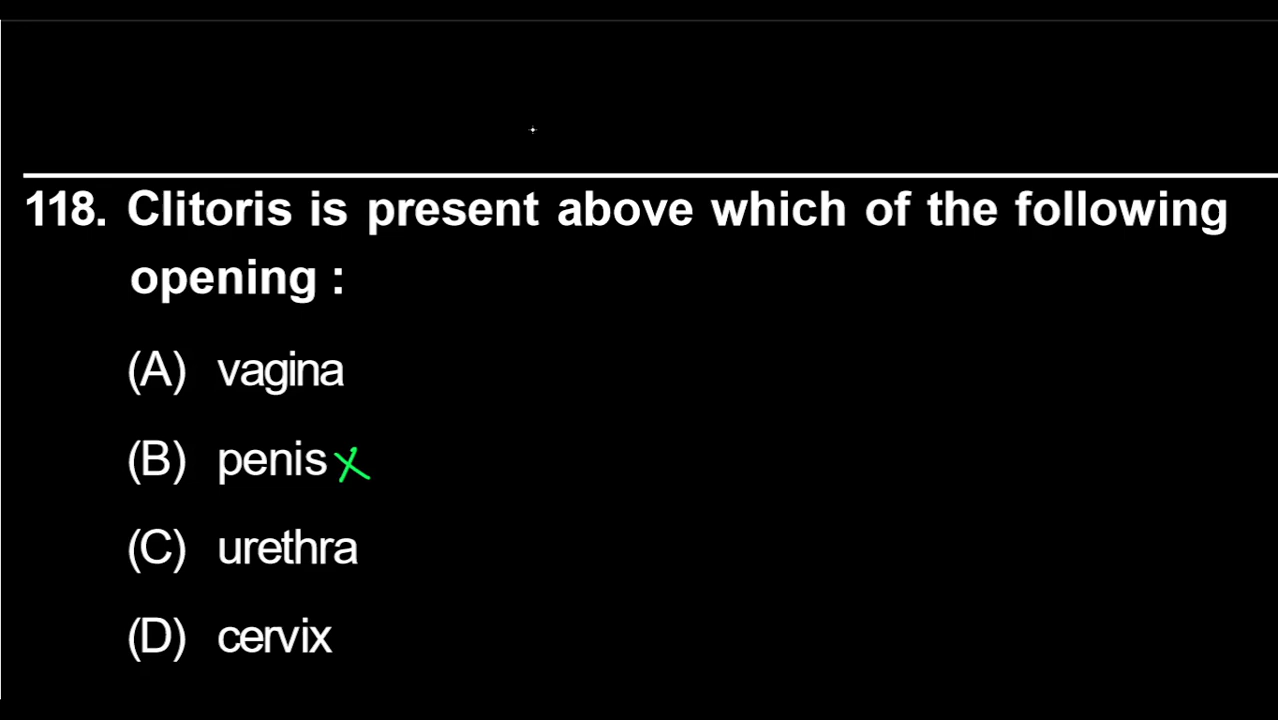 118. Clitoris is present above which of the following
opening :
(A) vagina
(B) penis x
(C) urethra
(D) cervix